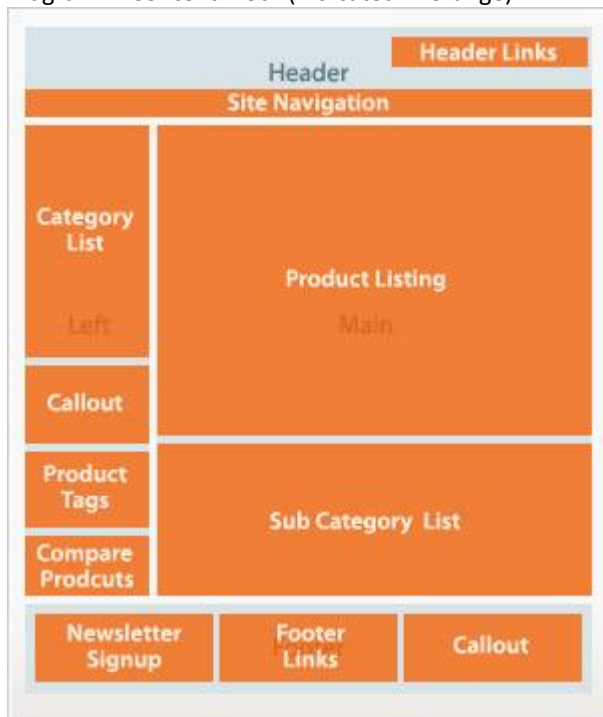 Header Links
Header
Site Navigation
Category
List
Left
Callout
Product
Tags
Compare
Prodcuts
Product Listing
Main
Sub Category List
Newsletter
Signup
Footer
Links
Callout